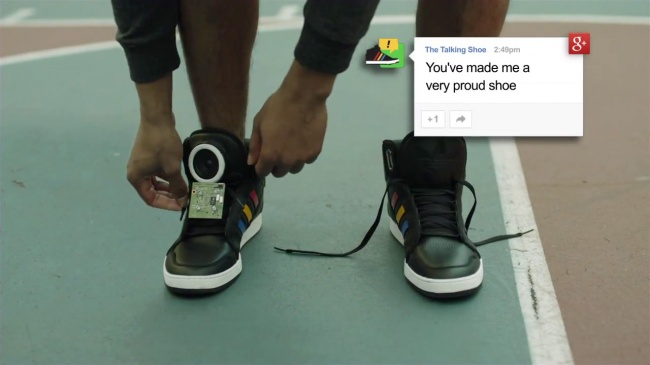 The Talking Shoe 2:49pm
g+
You've made me a
very proud shoe
+1
!